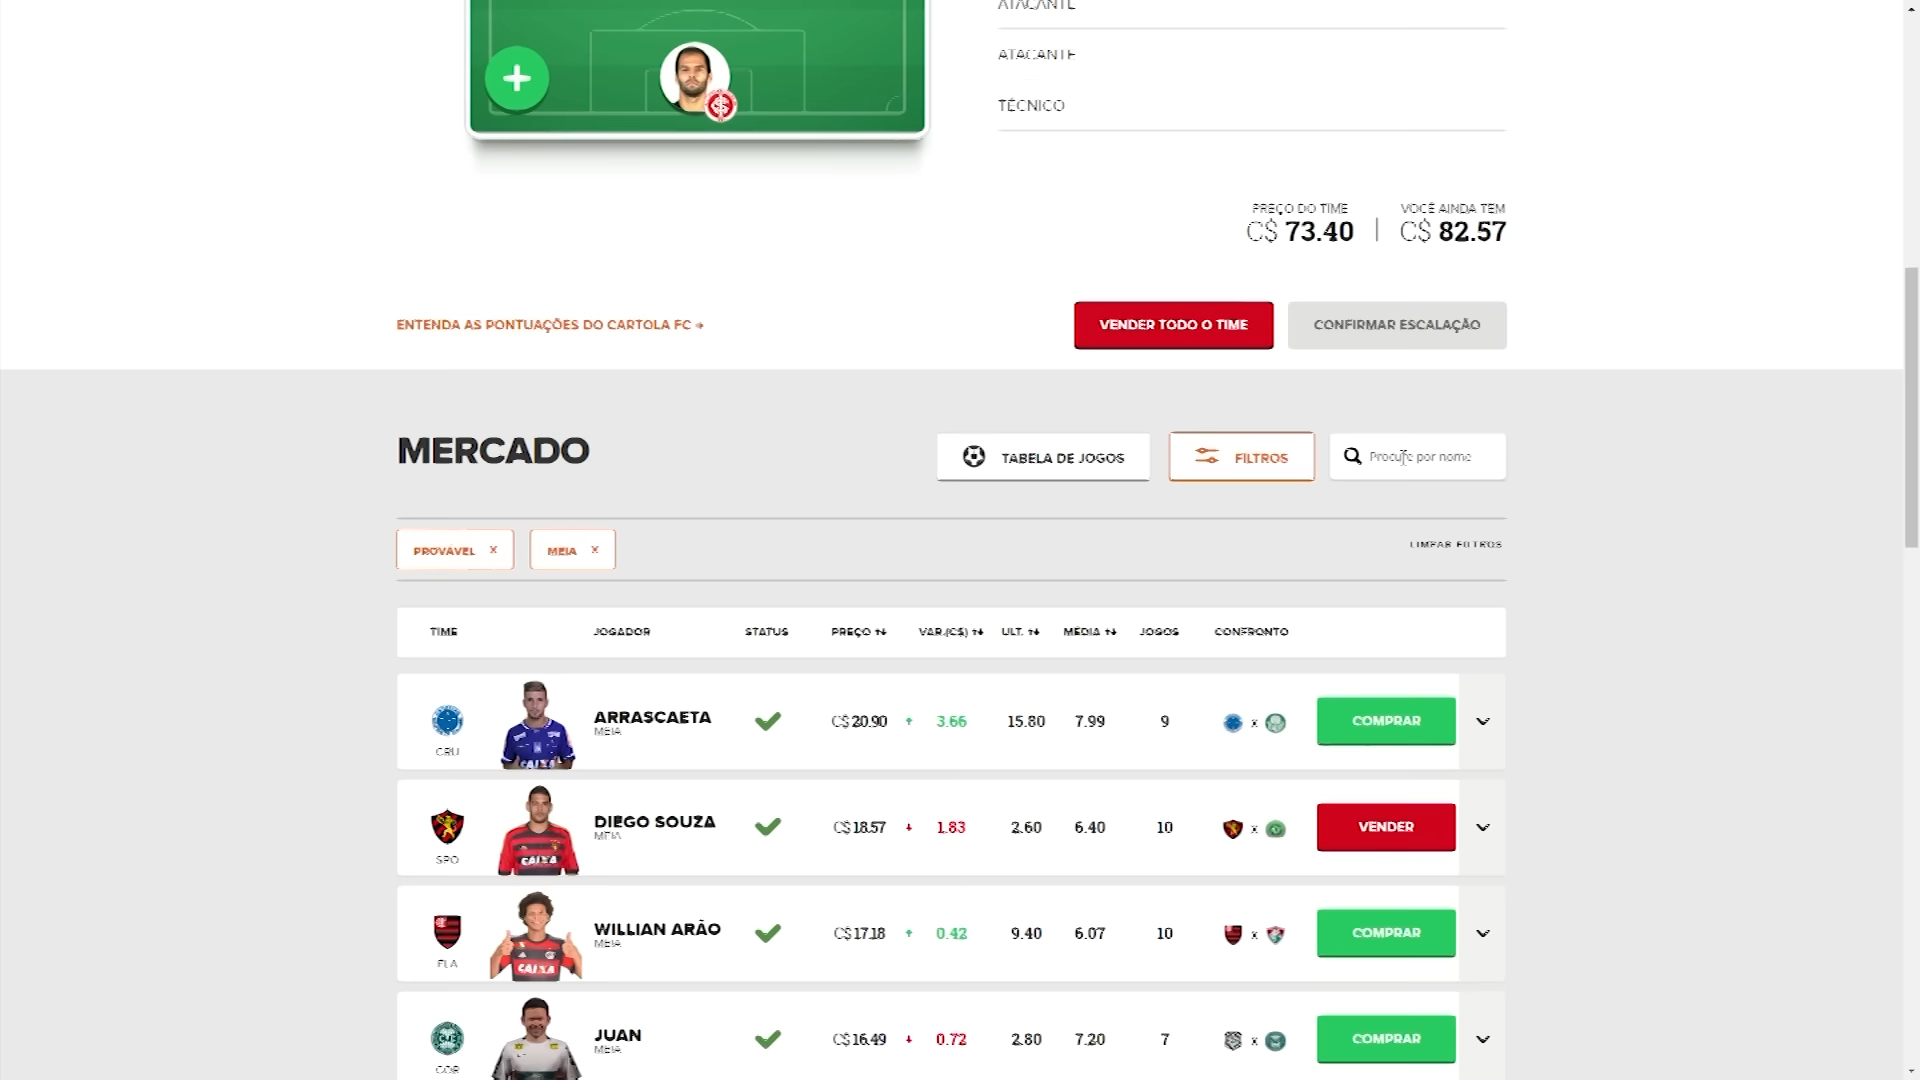 ATACANTE
ATACANTE
TÉCNICO
PREÇO DO TIME
C$ 73.40
VOCÊ AINDA TEM
C$ 82.57
ENTENDA AS PONTUAÇÕES DO CARTOLA FC
VENDER TODO O TIME
CONFIRMAR ESCALAÇÃO
MERCADO
TABELA DE JOGOS
FILTROS
Procure por nome
PROVÁVEL X
MEIA X
LIMPAR FILTROS
TIME JOGADOR STATUS PREÇO VAR.(C$) ULT. MÉDIA JOGOS CONFRONTO
CRU ARRASCAETA MEIA C$ 20.90 3.66 15.80 7.99 9 X COMPRAR
SPO DIEGO SOUZA MEIA C$ 18.57 1.83 2.60 6.40 10 X VENDER
CAIXA
FLA WILLIAN ARÃO MEIA C$ 17.18 0.42 9.40 6.07 10 X COMPRAR
CAIXA
COR JUAN MEIA C$ 16.49 0.72 2.80 7.20 7 X COMPRAR